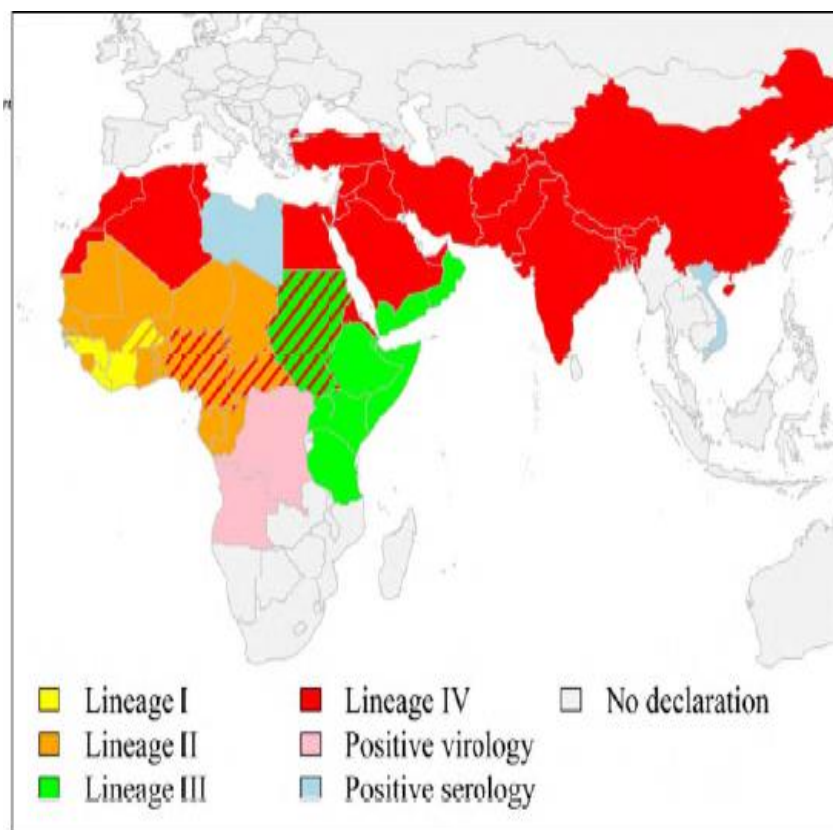 Lineage I
Lineage II
Lineage III
Lineage IV
Positive virology
Positive serology
No declaration